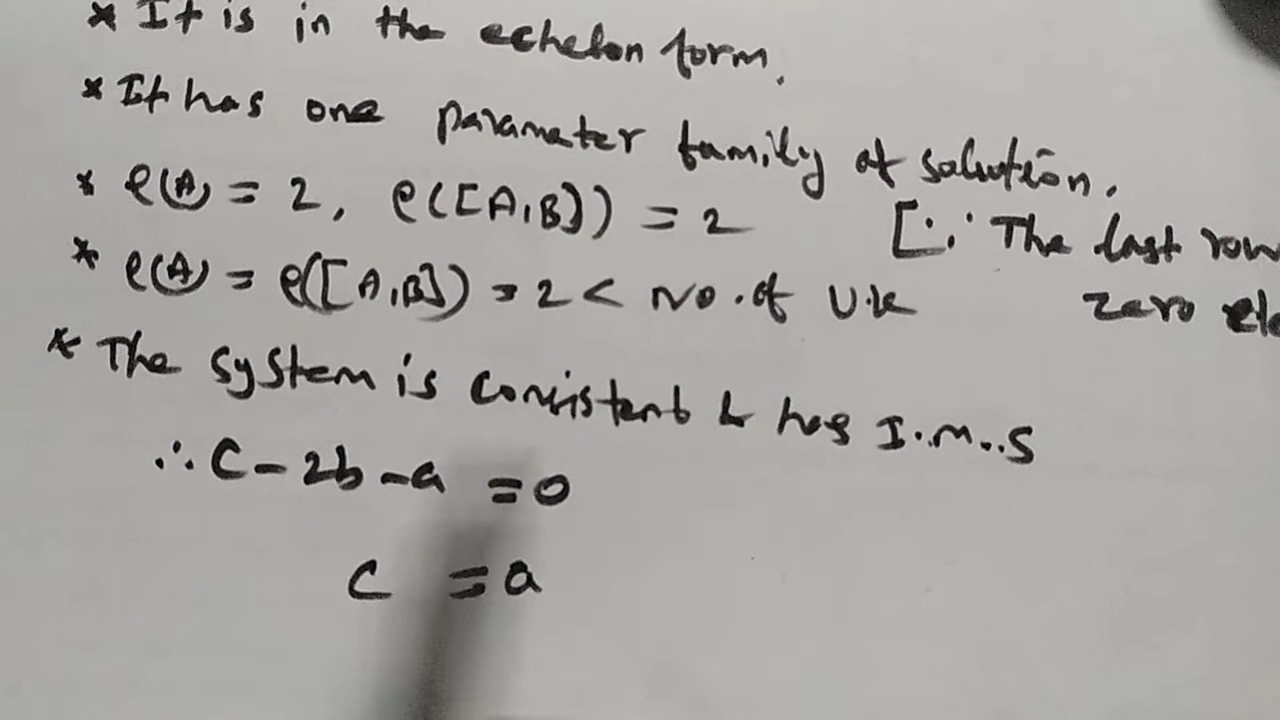 * It is in the echelon form.
* It has one parameter family of solution.
* ρ(A) = 2, ρ([A,B]) = 2 [∵ The last row
* ρ(A) = ρ([A,B]) = 2 < No. of U.k zero ele
* The system is consistent & has I.M..S
∴ C - 2b - a = 0
C = a